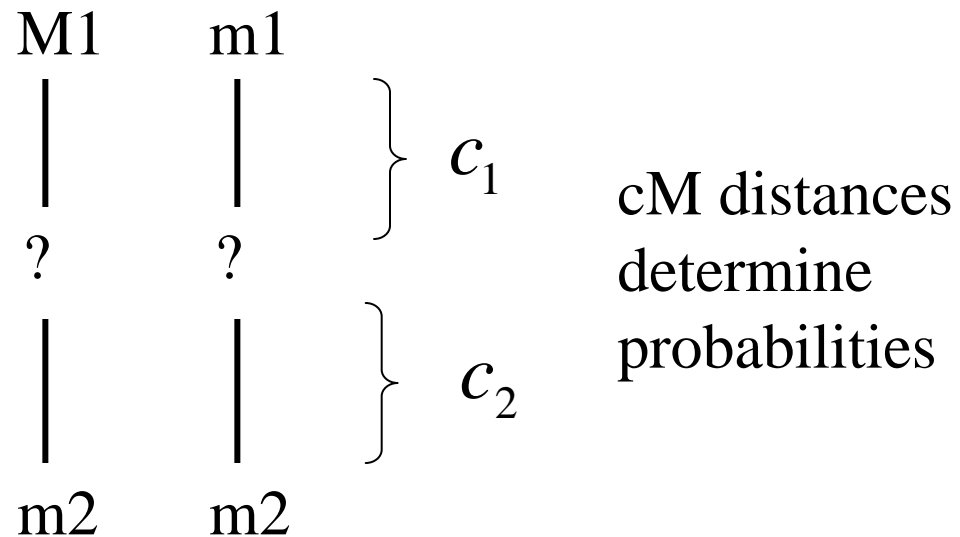 M1 m1
c1
cM distances
? ?
determine
probabilities
c2
m2 m2